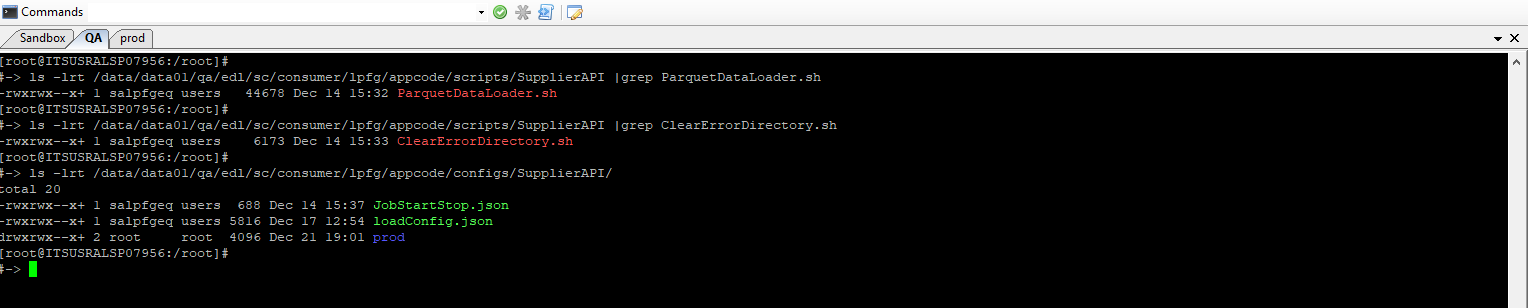 Commands
Sandbox QA prod
[root@ITSUSRALSP07956:/root]#
#-> ls -lrt /data/data01/qa/edl/sc/consumer/lpfg/appcode/scripts/SupplierAPI |grep ParquetDataLoader.sh
-rwxrwx--x+ 1 salpfgeq users   44678 Dec 14 15:32 ParquetDataLoader.sh
[root@ITSUSRALSP07956:/root]#
#-> ls -lrt /data/data01/qa/edl/sc/consumer/lpfg/appcode/scripts/SupplierAPI |grep ClearErrorDirectory.sh
-rwxrwx--x+ 1 salpfgeq users    6173 Dec 14 15:33 ClearErrorDirectory.sh
[root@ITSUSRALSP07956:/root]#
#-> ls -lrt /data/data01/qa/edl/sc/consumer/lpfg/appcode/configs/SupplierAPI/
total 20
-rwxrwx--x+ 1 salpfgeq users  688 Dec 14 15:37 JobStartStop.json
-rwxrwx--x+ 1 salpfgeq users 5816 Dec 17 12:54 loadConfig.json
drwxrwx--x+ 2 root     root  4096 Dec 21 19:01 prod
[root@ITSUSRALSP07956:/root]#
#->